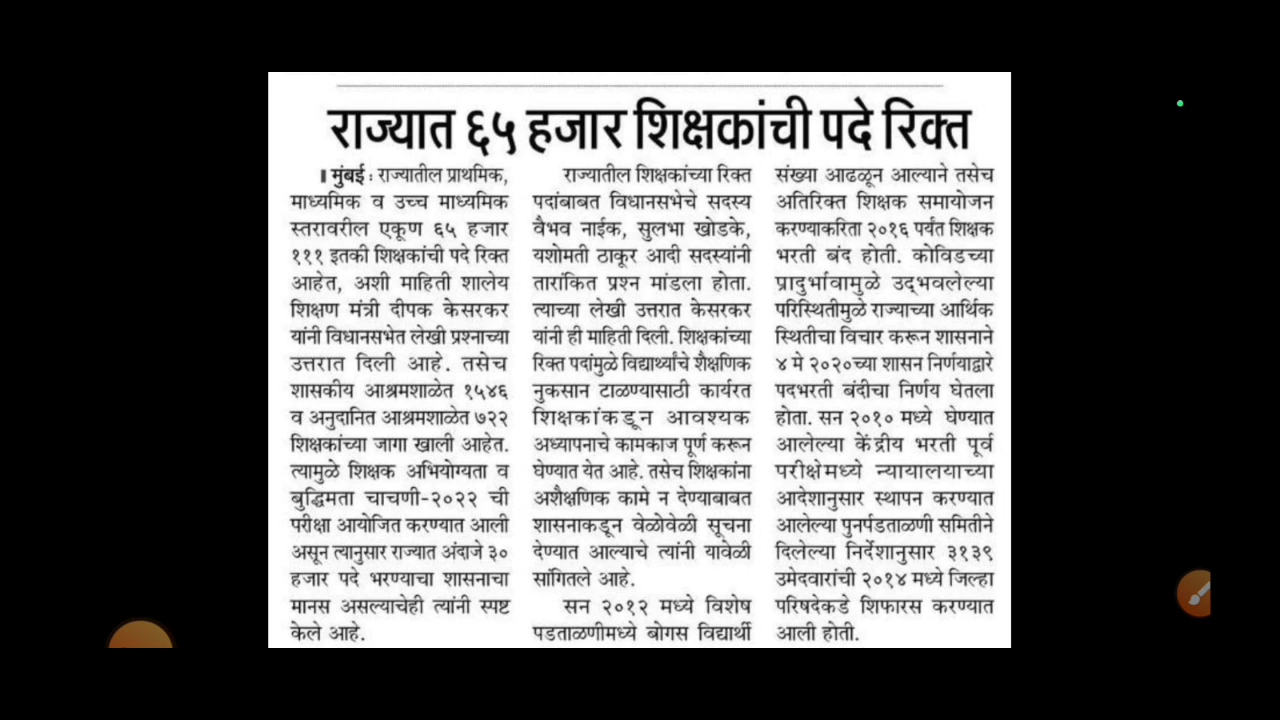 राज्यात ६५ हजार शिक्षकांची पदे रिक्त
॥ मुंबई : राज्यातील प्राथमिक,
माध्यमिक व उच्च माध्यमिक
स्तरावरील एकूण ६५ हजार
१११ इतकी शिक्षकांची पदे रिक्त
आहेत, अशी माहिती शालेय
शिक्षण मंत्री दीपक केसरकर
यांनी विधानसभेत लेखी प्रश्नाच्या
उत्तरात दिली आहे. तसेच
शासकीय आश्रमशाळेत १५४६
व अनुदानित आश्रमशाळेत ७२२
शिक्षकांच्या जागा खाली आहेत.
त्यामुळे शिक्षक अभियोग्यता व
बुद्धिमता चाचणी-२०२२ ची
परीक्षा आयोजित करण्यात आली
असून त्यानुसार राज्यात अंदाजे ३०
हजार पदे भरण्याचा शासनाचा
मानस असल्याचेही त्यांनी स्पष्ट
केले आहे.
राज्यातील शिक्षकांच्या रिक्त
पदांबाबत विधानसभेचे सदस्य
वैभव नाईक, सुलभा खोडके,
यशोमती ठाकूर आदी सदस्यांनी
तारांकित प्रश्न मांडला होता.
त्याच्या लेखी उत्तरात केसरकर
यांनी ही माहिती दिली. शिक्षकांच्या
रिक्त पदांमुळे विद्यार्थ्यांचे शैक्षणिक
नुकसान टाळण्यासाठी कार्यरत
शिक्षकांकडून आवश्यक
अध्यापनाचे कामकाज पूर्ण करून
घेण्यात येत आहे. तसेच शिक्षकांना
अशैक्षणिक कामे न देण्याबाबत
शासनाकडून वेळोवेळी सूचना
देण्यात आल्याचे त्यांनी यावेळी
सांगितले आहे.
सन २०१२ मध्ये विशेष
पडताळणीमध्ये बोगस विद्यार्थी
संख्या आढळून आल्याने तसेच
अतिरिक्त शिक्षक समायोजन
करण्याकरिता २०१६ पर्यंत शिक्षक
भरती बंद होती. कोविडच्या
प्रादुर्भावामुळे उद्‌भवलेल्या
परिस्थितीमुळे राज्याच्या आर्थिक
स्थितीचा विचार करून शासनाने
४ मे २०२०च्या शासन निर्णयाद्वारे
पदभरती बंदीचा निर्णय घेतला
होता. सन २०१० मध्ये घेण्यात
आलेल्या केंद्रीय भरती पूर्व
परीक्षेमध्ये न्यायालयाच्या
आदेशानुसार स्थापन करण्यात
आलेल्या पुनर्पडताळणी समितीने
दिलेल्या निर्देशानुसार ३१३९
उमेदवारांची २०१४ मध्ये जिल्हा
परिषदेकडे शिफारस करण्यात
आली होती.